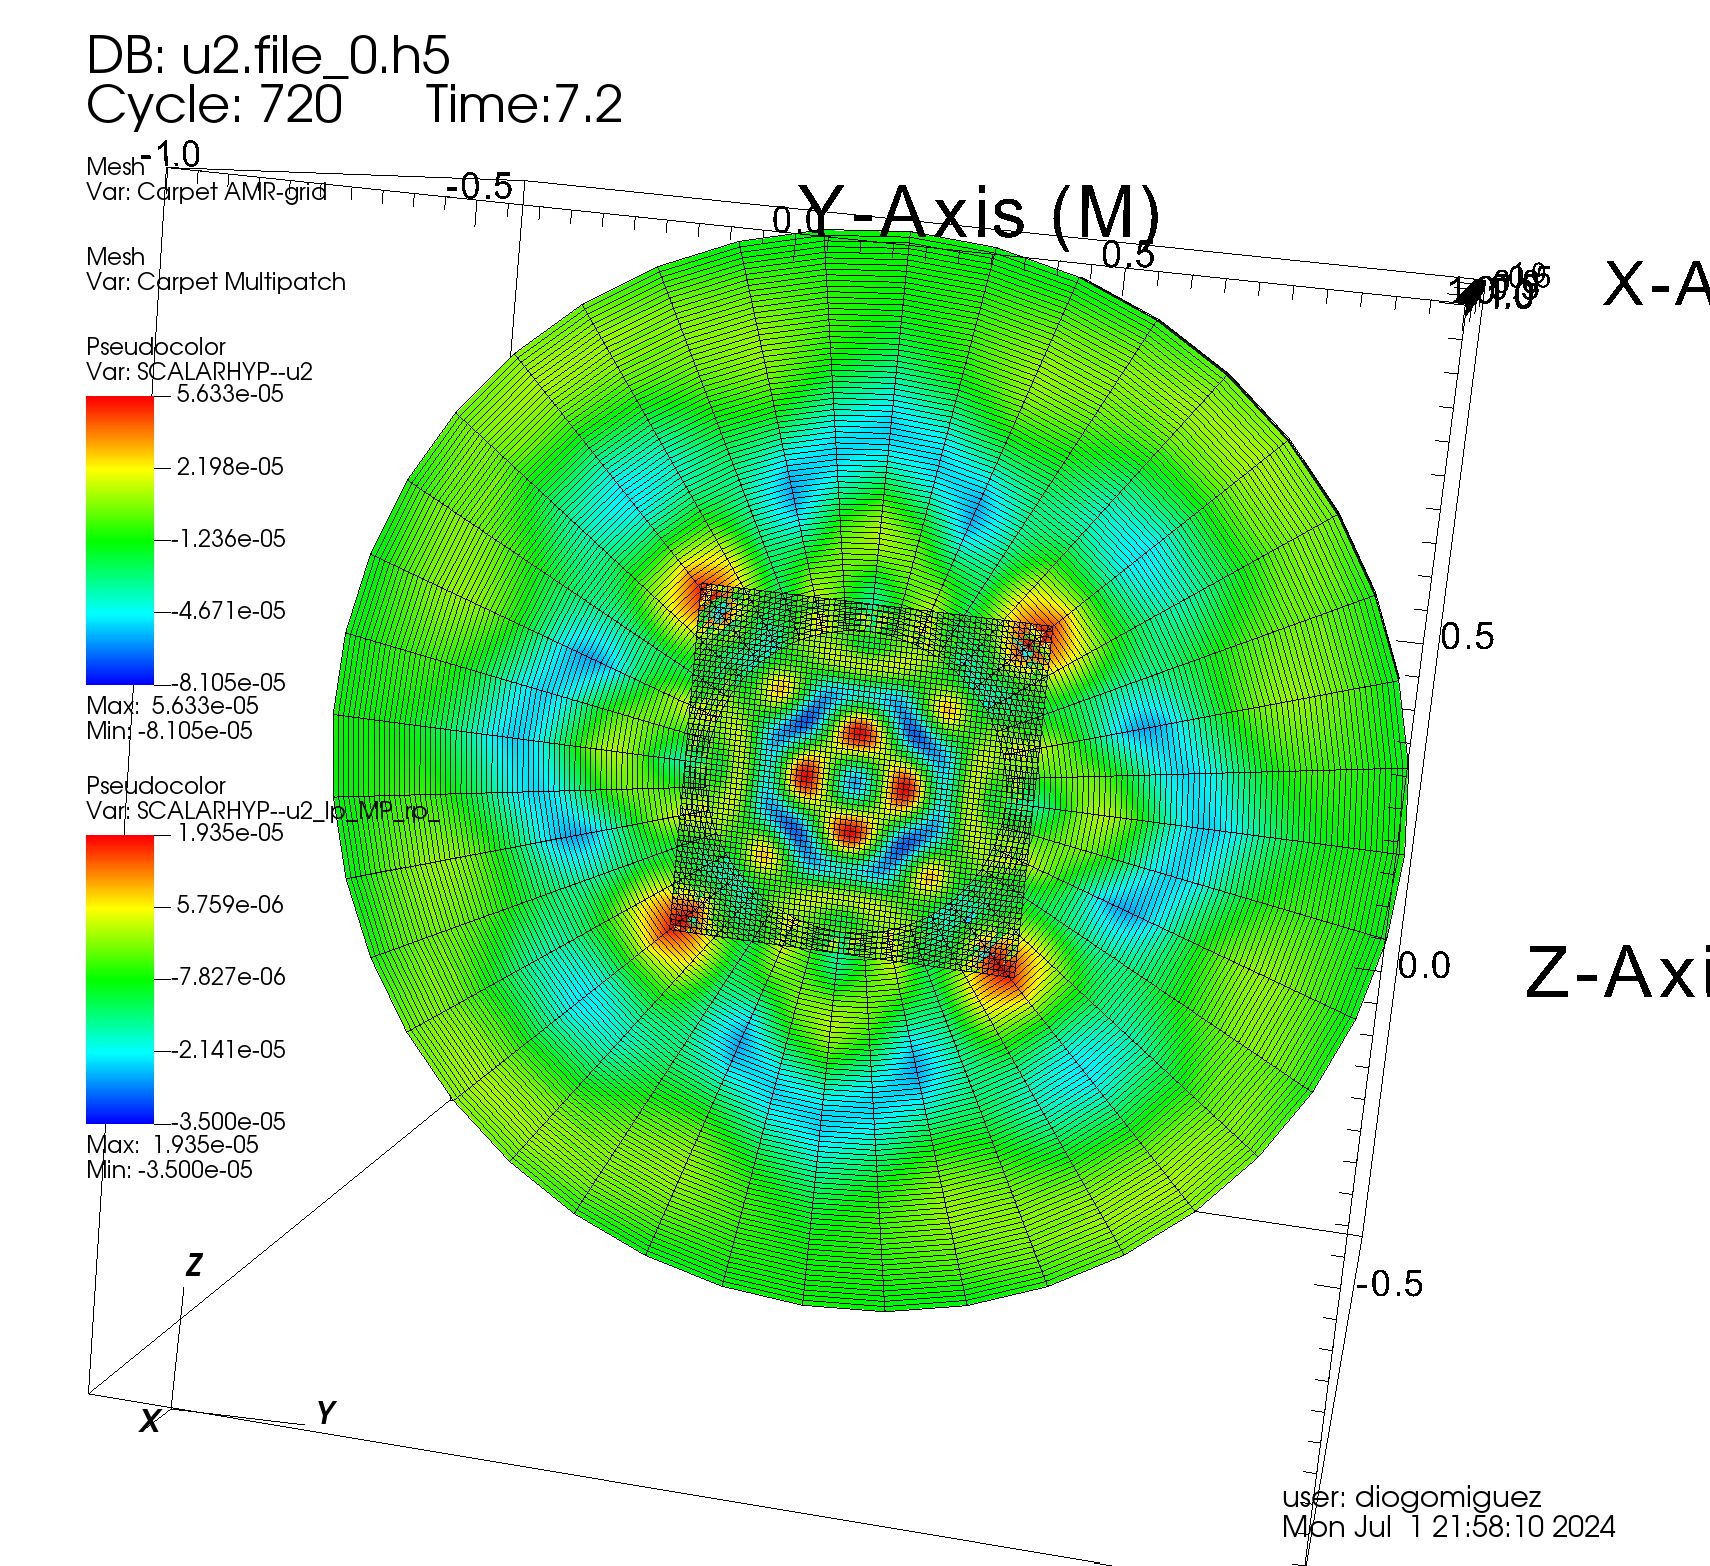 DB: u2.file_0.h5
Cycle: 720 Time:7.2
Mesh
Var: Carpet AMR-grid
Mesh
Var: Carpet Multipatch
Pseudocolor
Var: SCALARHYP--u2
5.633e-05
2.198e-05
-1.236e-05
-4.671e-05
-8.105e-05
Max: 5.633e-05
Min: -8.105e-05
Pseudocolor
Var: SCALARHYP--u2_lp_MP_rp_
1.935e-05
5.759e-06
-7.827e-06
-2.141e-05
-3.500e-05
Max: 1.935e-05
Min: -3.500e-05
-1.0
-0.5
0.0
Y-Axis (M)
0.5
X-A
0.5
0.0
Z-Axi
-0.5
Z
X
Y
user: diogomiguez
Mon Jul 1 21:58:10 2024